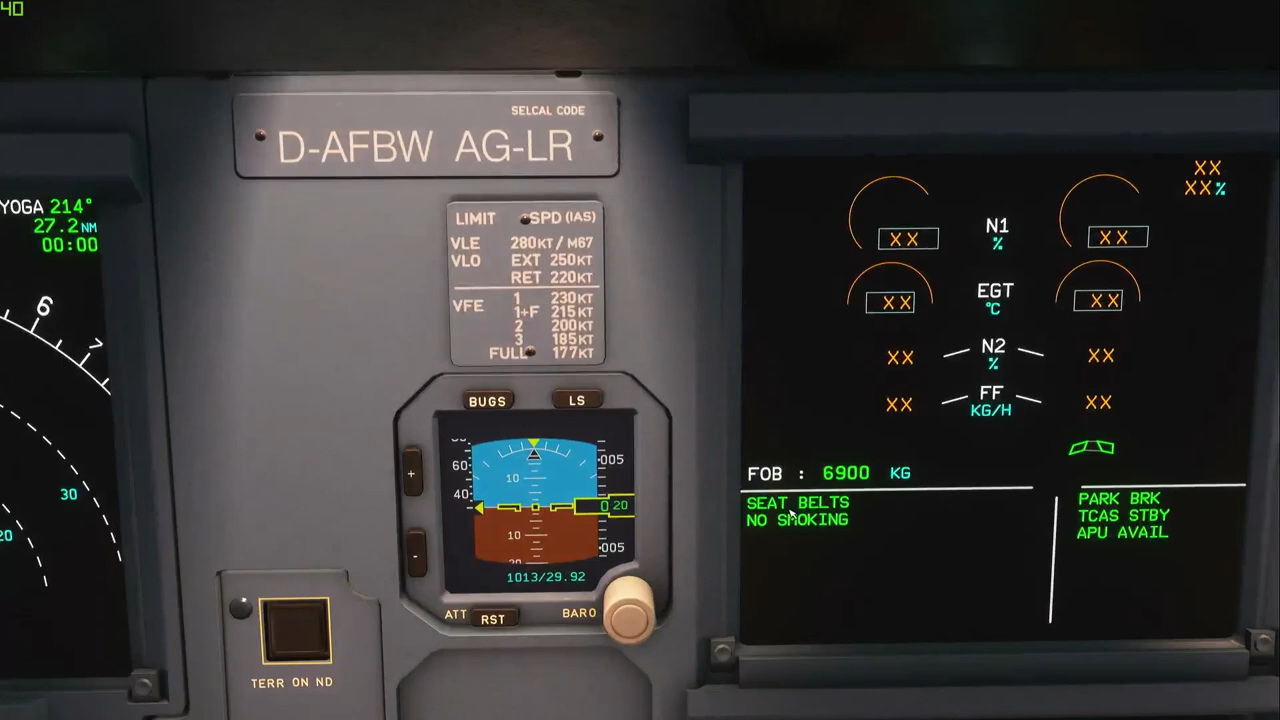 40
YOGA 214°
27.2 NM
00:00
6
7
30
20
SELCAL CODE
D-AFBW AG-LR
LIMIT SPD (IAS)
VLE 280KT / M67
VLO EXT 250KT
RET 220KT
VFE 1 230KT
1+F 215KT
2 200KT
3 185KT
FULL 177KT
BUGS LS
+
-
60
40
10
10
20
005
0 20
005
1013/29.92
ATT RST BARO
TERR ON ND
XX
XX%
XX N1 XX
%
XX EGT XX
°C
XX N2 XX
%
XX FF XX
KG/H
FOB : 6900 KG
SEAT BELTS
NO SMOKING
PARK BRK
TCAS STBY
APU AVAIL